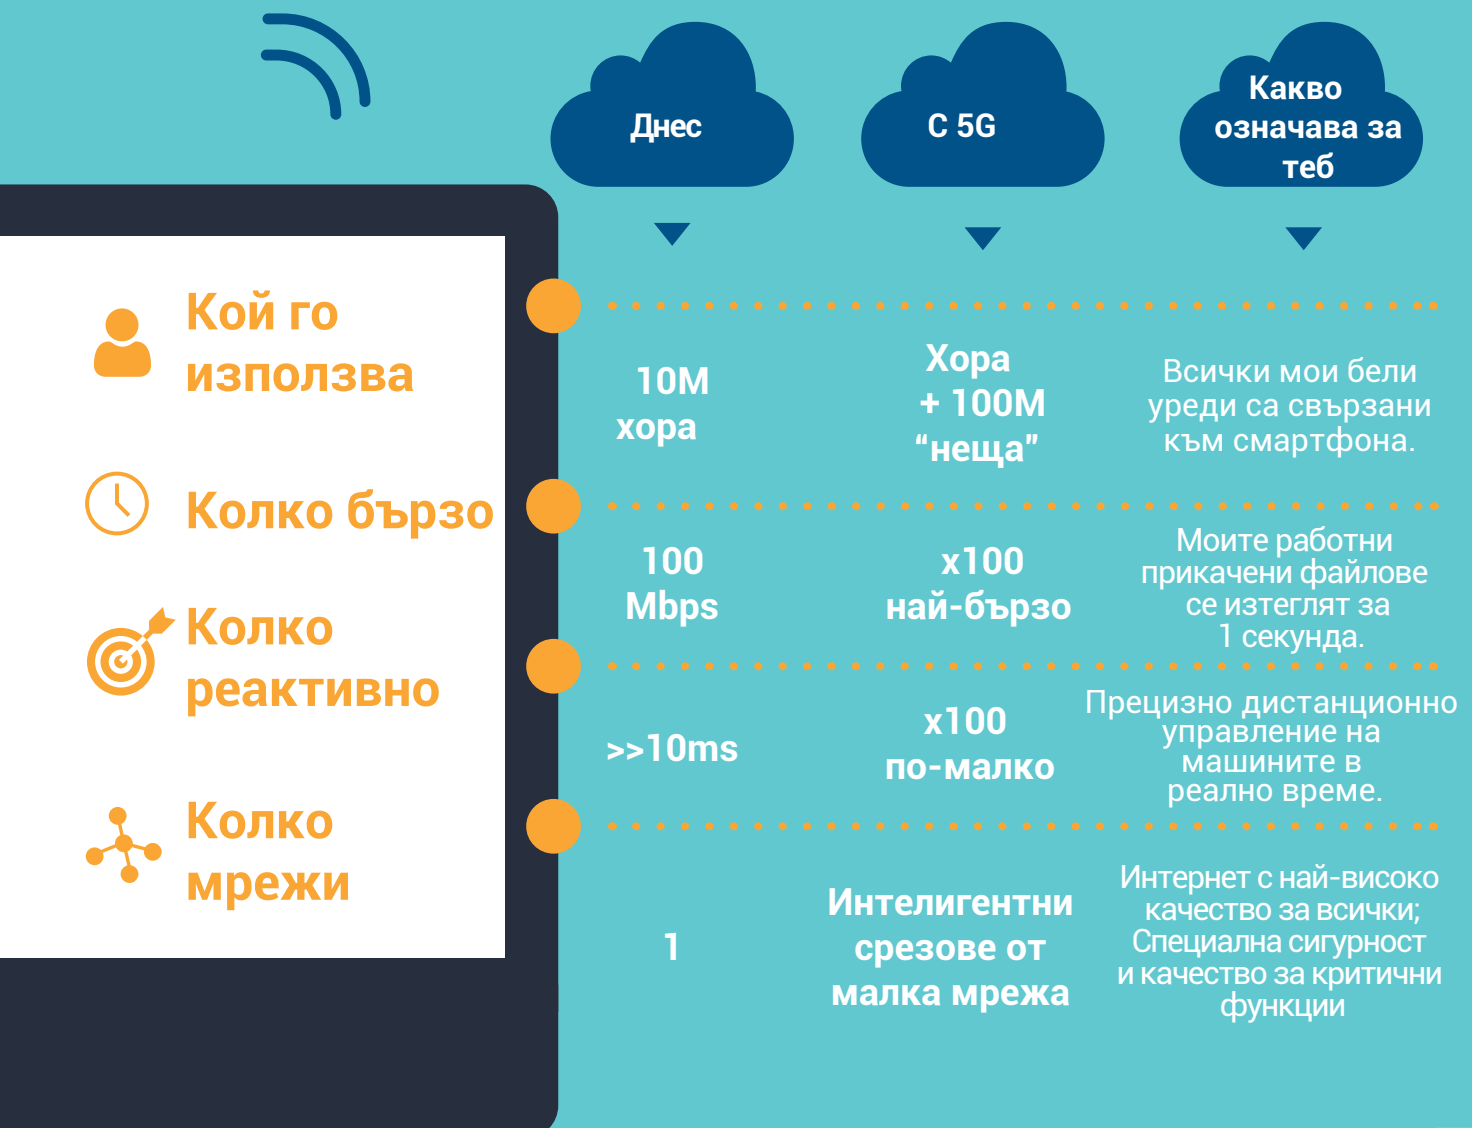 Днес
С 5G
Какво
означава за
теб
Кой го
използва
10M
хора
Хора
+ 100M
“неща”
Всички мои бели
уреди са свързани
към смартфона.
Колко бързо
100
Mbps
x100
най-бързо
Моите работни
прикачени файлове
се изтеглят за
1 секунда.
Колко
реактивно
>>10ms
x100
по-малко
Прецизно дистанционно
управление на
машините в
реално време.
Колко
мрежи
1
Интелигентни
срезове от
малка мрежа
Интернет с най-високо
качество за всички;
Специална сигурност
и качество за критични
функции